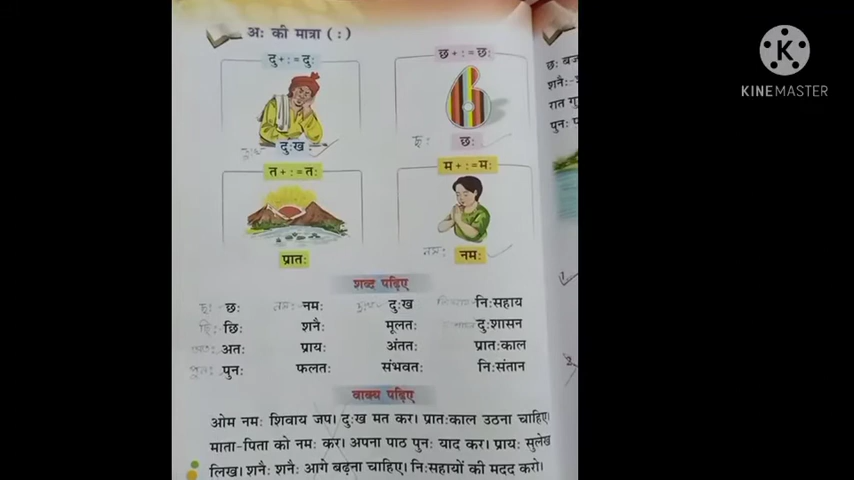 अः की मात्रा (ः)
दु + ः = दुः
छ + ः = छः
दुःख
छः
त + ः = तः
म + ः = मः
प्रातः
नमः
शब्द पढ़िए
छः नमः दुःख निःसहाय
छिः शनैः मूलतः दुःशासन
अतः प्रायः अंततः प्रातःकाल
पुनः फलतः संभवतः निःसंतान
वाक्य पढ़िए
ओम नमः शिवाय जप। दुःख मत कर। प्रातःकाल उठना चाहिए।
माता-पिता को नमः कर। अपना पाठ पुनः याद कर। प्रायः सुलेख
लिख। शनैः शनैः आगे बढ़ना चाहिए। निःसहायों की मदद करो।
छः
शनैः
रात
पुनः
K
KINEMASTER